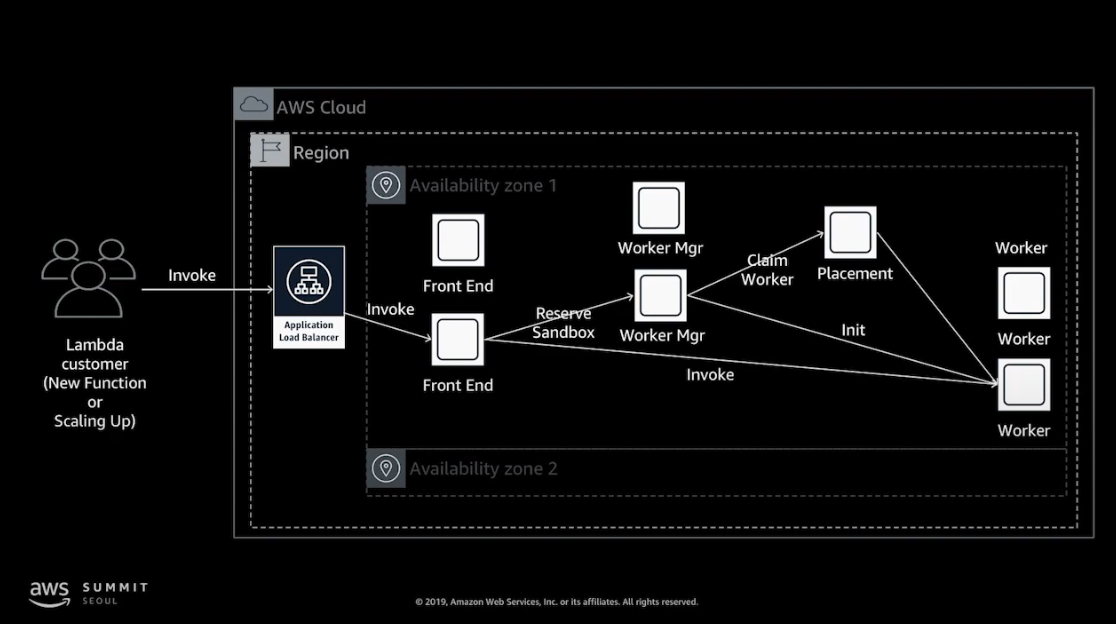 AWS Cloud
Region
Availability zone 1
Worker Mgr
Worker
Claim
Worker
Placement
Front End
Invoke
Invoke
Reserve
Sandbox
Worker Mgr
Init
Worker
Application
Load Balancer
Lambda
customer
(New Function
or
Scaling Up)
Front End
Invoke
Worker
Availability zone 2
aws
SUMMIT
SEOUL
© 2019, Amazon Web Services, Inc. or its affiliates. All rights reserved.